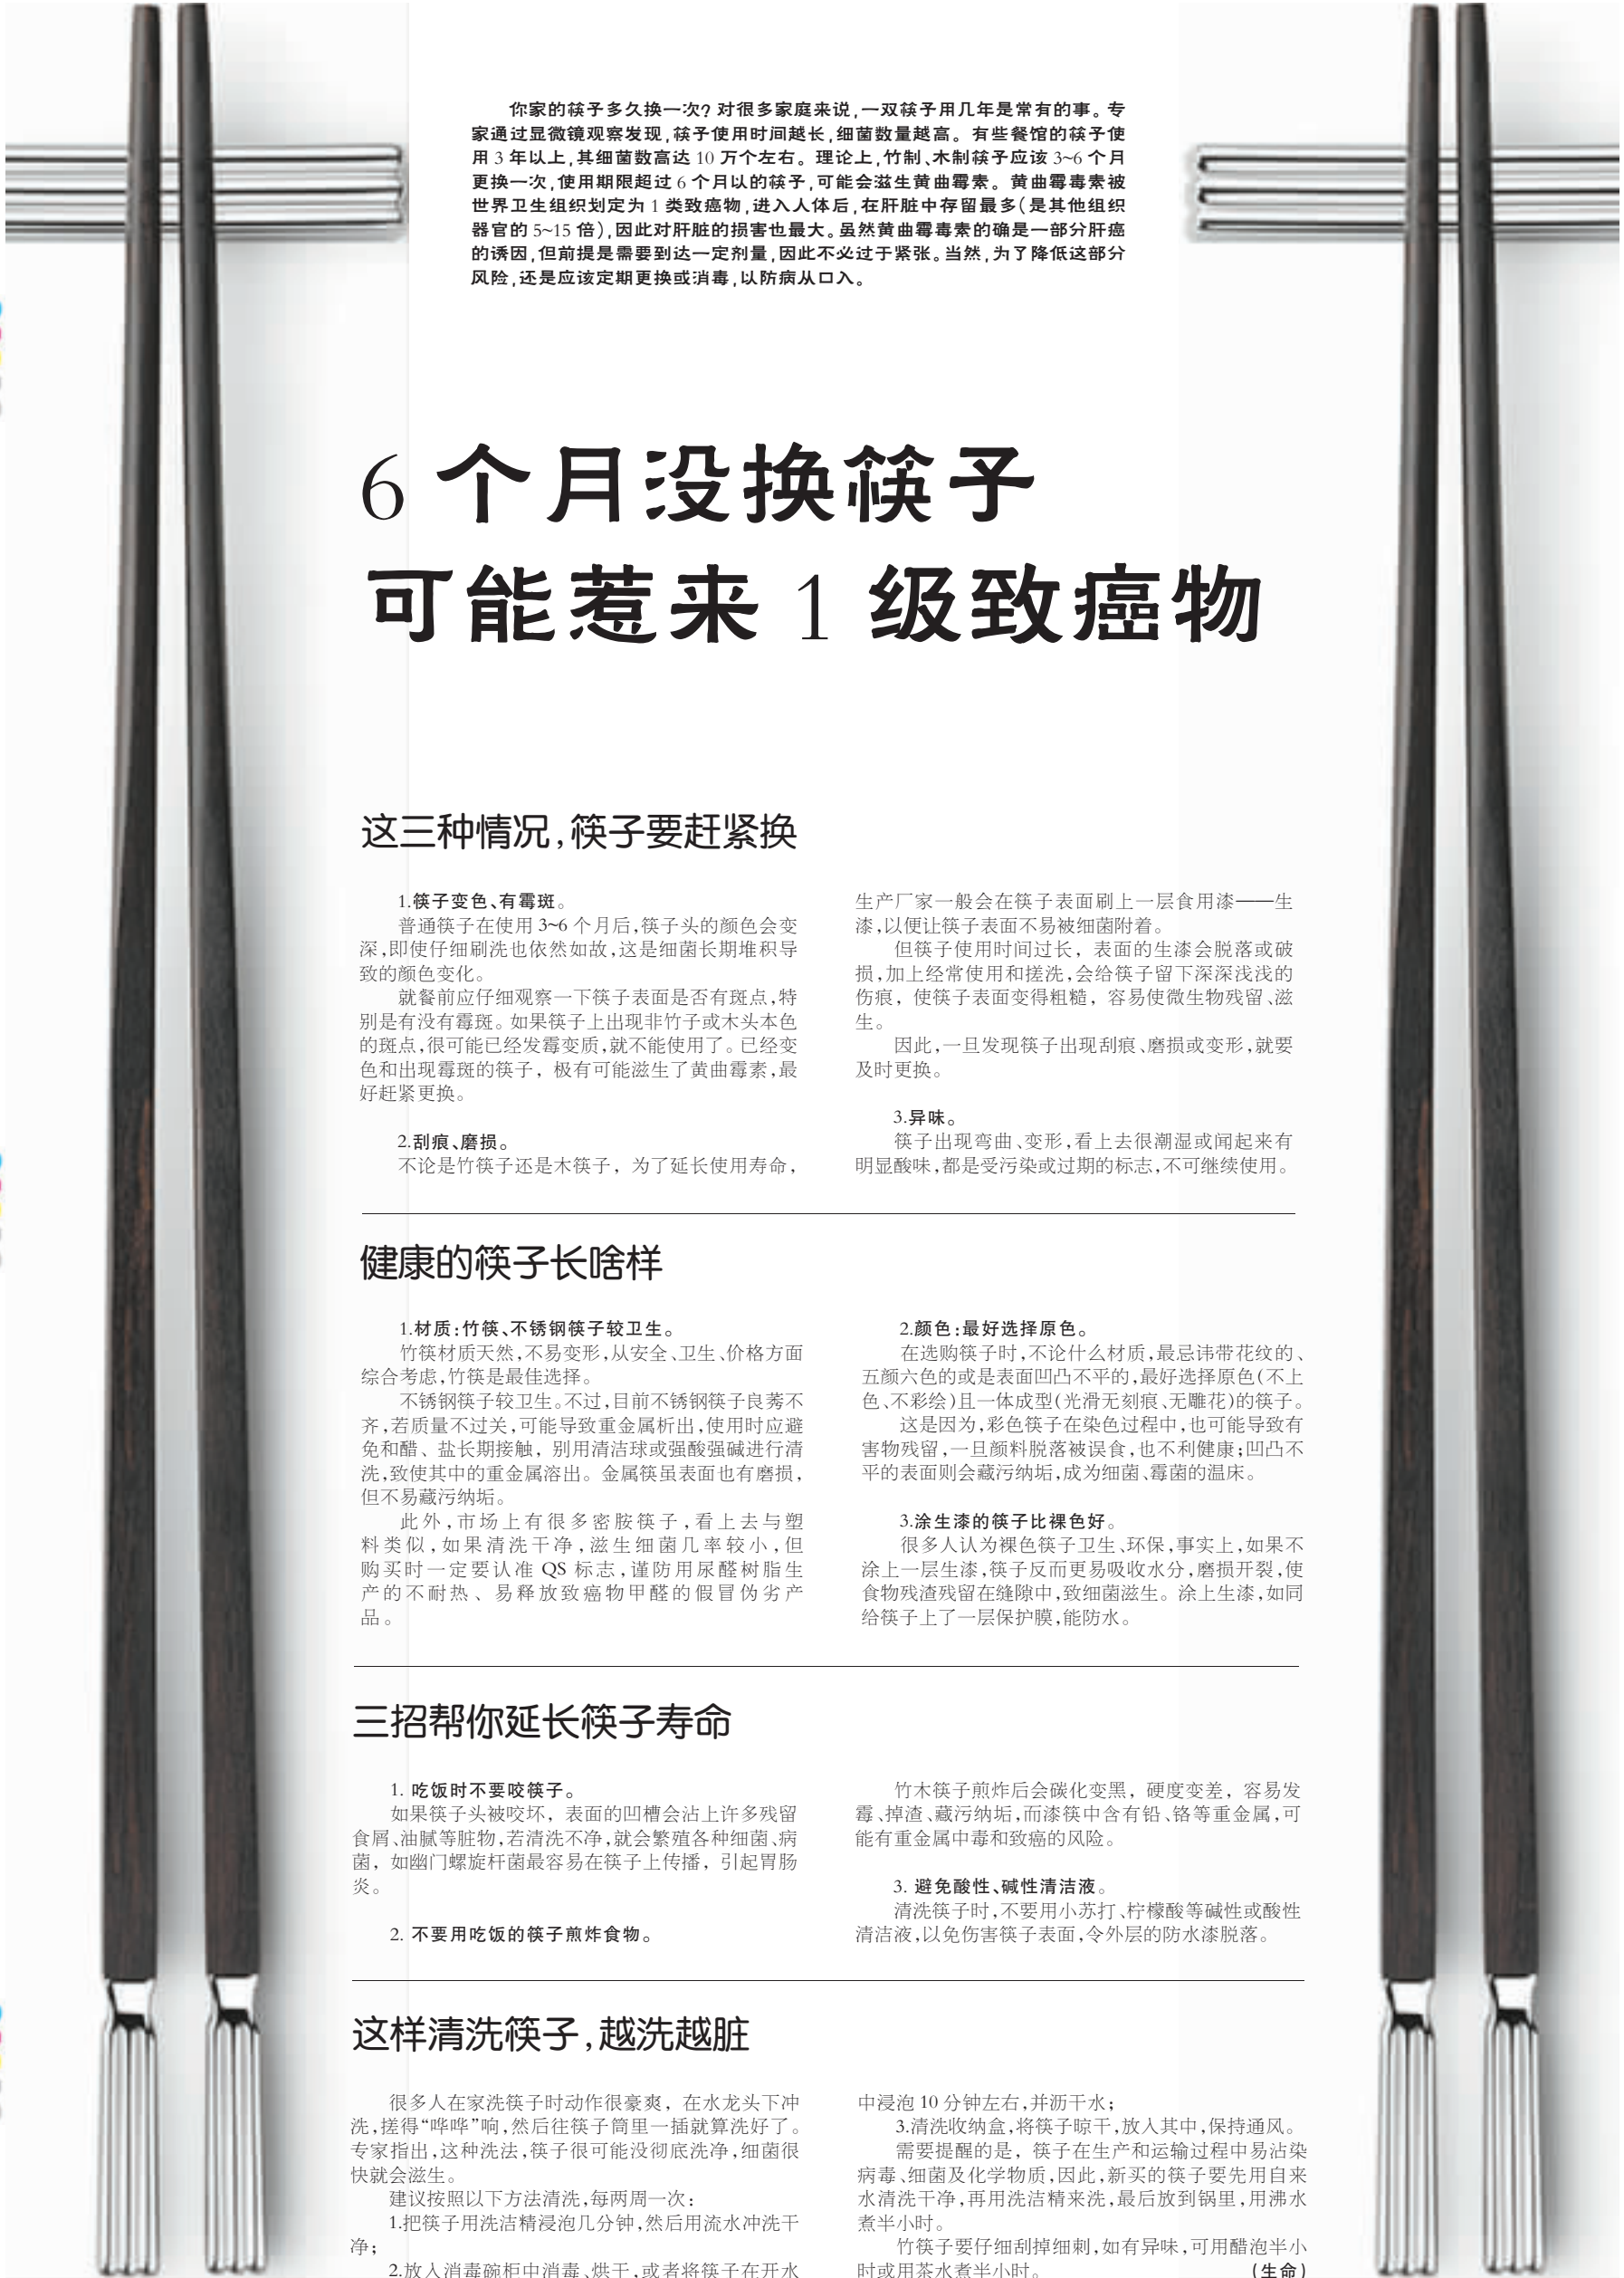 你家的筷子多久换一次？对很多家庭来说，一双筷子用几年是常有的事。专
家通过显微镜观察发现，筷子使用时间越长，细菌数量越高。有些餐馆的筷子使
用 3 年以上，其细菌数高达 10 万个左右。理论上，竹制、木制筷子应该 3~6 个月
更换一次，使用期限超过 6 个月以的筷子，可能会滋生黄曲霉素。黄曲霉毒素被
世界卫生组织划定为 1 类致癌物，进入人体后，在肝脏中存留最多（是其他组织
器官的 5~15 倍），因此对肝脏的损害也最大。虽然黄曲霉毒素的确是一部分肝癌
的诱因，但前提是需要到达一定剂量，因此不必过于紧张。当然，为了降低这部分
风险，还是应该定期更换或消毒，以防病从口入。
6 个月没换筷子
可能惹来 1 级致癌物
这三种情况，筷子要赶紧换
1.筷子变色、有霉斑。
普通筷子在使用 3~6 个月后，筷子头的颜色会变
深，即使仔细刷洗也依然如故，这是细菌长期堆积导
致的颜色变化。
就餐前应仔细观察一下筷子表面是否有斑点，特
别是有没有霉斑。如果筷子上出现非竹子或木头本色
的斑点，很可能已经发霉变质，就不能使用了。已经变
色和出现霉斑的筷子，极有可能滋生了黄曲霉素，最
好赶紧更换。
2.刮痕、磨损。
不论是竹筷子还是木筷子，为了延长使用寿命，
生产厂家一般会在筷子表面刷上一层食用漆——生
漆，以便让筷子表面不易被细菌附着。
但筷子使用时间过长，表面的生漆会脱落或破
损，加上经常使用和搓洗，会给筷子留下深深浅浅的
伤痕，使筷子表面变得粗糙，容易使微生物残留、滋
生。
因此，一旦发现筷子出现刮痕、磨损或变形，就要
及时更换。
3.异味。
筷子出现弯曲、变形，看上去很潮湿或闻起来有
明显酸味，都是受污染或过期的标志，不可继续使用。
健康的筷子长啥样
1.材质：竹筷、不锈钢筷子较卫生。
竹筷材质天然，不易变形，从安全、卫生、价格方面
综合考虑，竹筷是最佳选择。
不锈钢筷子较卫生。不过，目前不锈钢筷子良莠不
齐，若质量不过关，可能导致重金属析出，使用时应避
免和醋、盐长期接触，别用清洁球或强酸强碱进行清
洗，致使其中的重金属溶出。金属筷虽表面也有磨损，
但不易藏污纳垢。
此外，市场上有很多密胺筷子，看上去与塑
料类似，如果清洗干净，滋生细菌几率较小，但
购买时一定要认准 QS 标志，谨防用尿醛树脂生
产的不耐热、易释放致癌物甲醛的假冒伪劣产
品。
2.颜色：最好选择原色。
在选购筷子时，不论什么材质，最忌讳带花纹的、
五颜六色的或是表面凹凸不平的，最好选择原色（不上
色、不彩绘）且一体成型（光滑无刻痕、无雕花）的筷子。
这是因为，彩色筷子在染色过程中，也可能导致有
害物残留，一旦颜料脱落被误食，也不利健康；凹凸不
平的表面则会藏污纳垢，成为细菌、霉菌的温床。
3.涂生漆的筷子比裸色好。
很多人认为裸色筷子卫生、环保，事实上，如果不
涂上一层生漆，筷子反而更易吸收水分，磨损开裂，使
食物残渣残留在缝隙中，致细菌滋生。涂上生漆，如同
给筷子上了一层保护膜，能防水。
三招帮你延长筷子寿命
1. 吃饭时不要咬筷子。
如果筷子头被咬坏，表面的凹槽会沾上许多残留
食屑、油腻等脏物，若清洗不净，就会繁殖各种细菌、病
菌，如幽门螺旋杆菌最容易在筷子上传播，引起胃肠
炎。
2. 不要用吃饭的筷子煎炸食物。
竹木筷子煎炸后会碳化变黑，硬度变差，容易发
霉、掉渣、藏污纳垢，而漆筷中含有铅、铬等重金属，可
能有重金属中毒和致癌的风险。
3. 避免酸性、碱性清洁液。
清洗筷子时，不要用小苏打、柠檬酸等碱性或酸性
清洁液，以免伤害筷子表面，令外层的防水漆脱落。
这样清洗筷子，越洗越脏
很多人在家洗筷子时动作很豪爽，在水龙头下冲
洗，搓得“哗哗”响，然后往筷子筒里一插就算洗好了。
专家指出，这种洗法，筷子很可能没彻底洗净，细菌很
快就会滋生。
建议按照以下方法清洗，每两周一次：
1.把筷子用洗洁精浸泡几分钟，然后用流水冲洗干
净；
2.放入消毒碗柜中消毒、烘干，或者将筷子在开水
中浸泡 10 分钟左右，并沥干水；
3.清洗收纳盒，将筷子晾干，放入其中，保持通风。
需要提醒的是，筷子在生产和运输过程中易沾染
病毒、细菌及化学物质，因此，新买的筷子要先用自来
水清洗干净，再用洗洁精来洗，最后放到锅里，用沸水
煮半小时。
竹筷子要仔细刮掉细刺，如有异味，可用醋泡半小
时或用茶水煮半小时。
（生命）